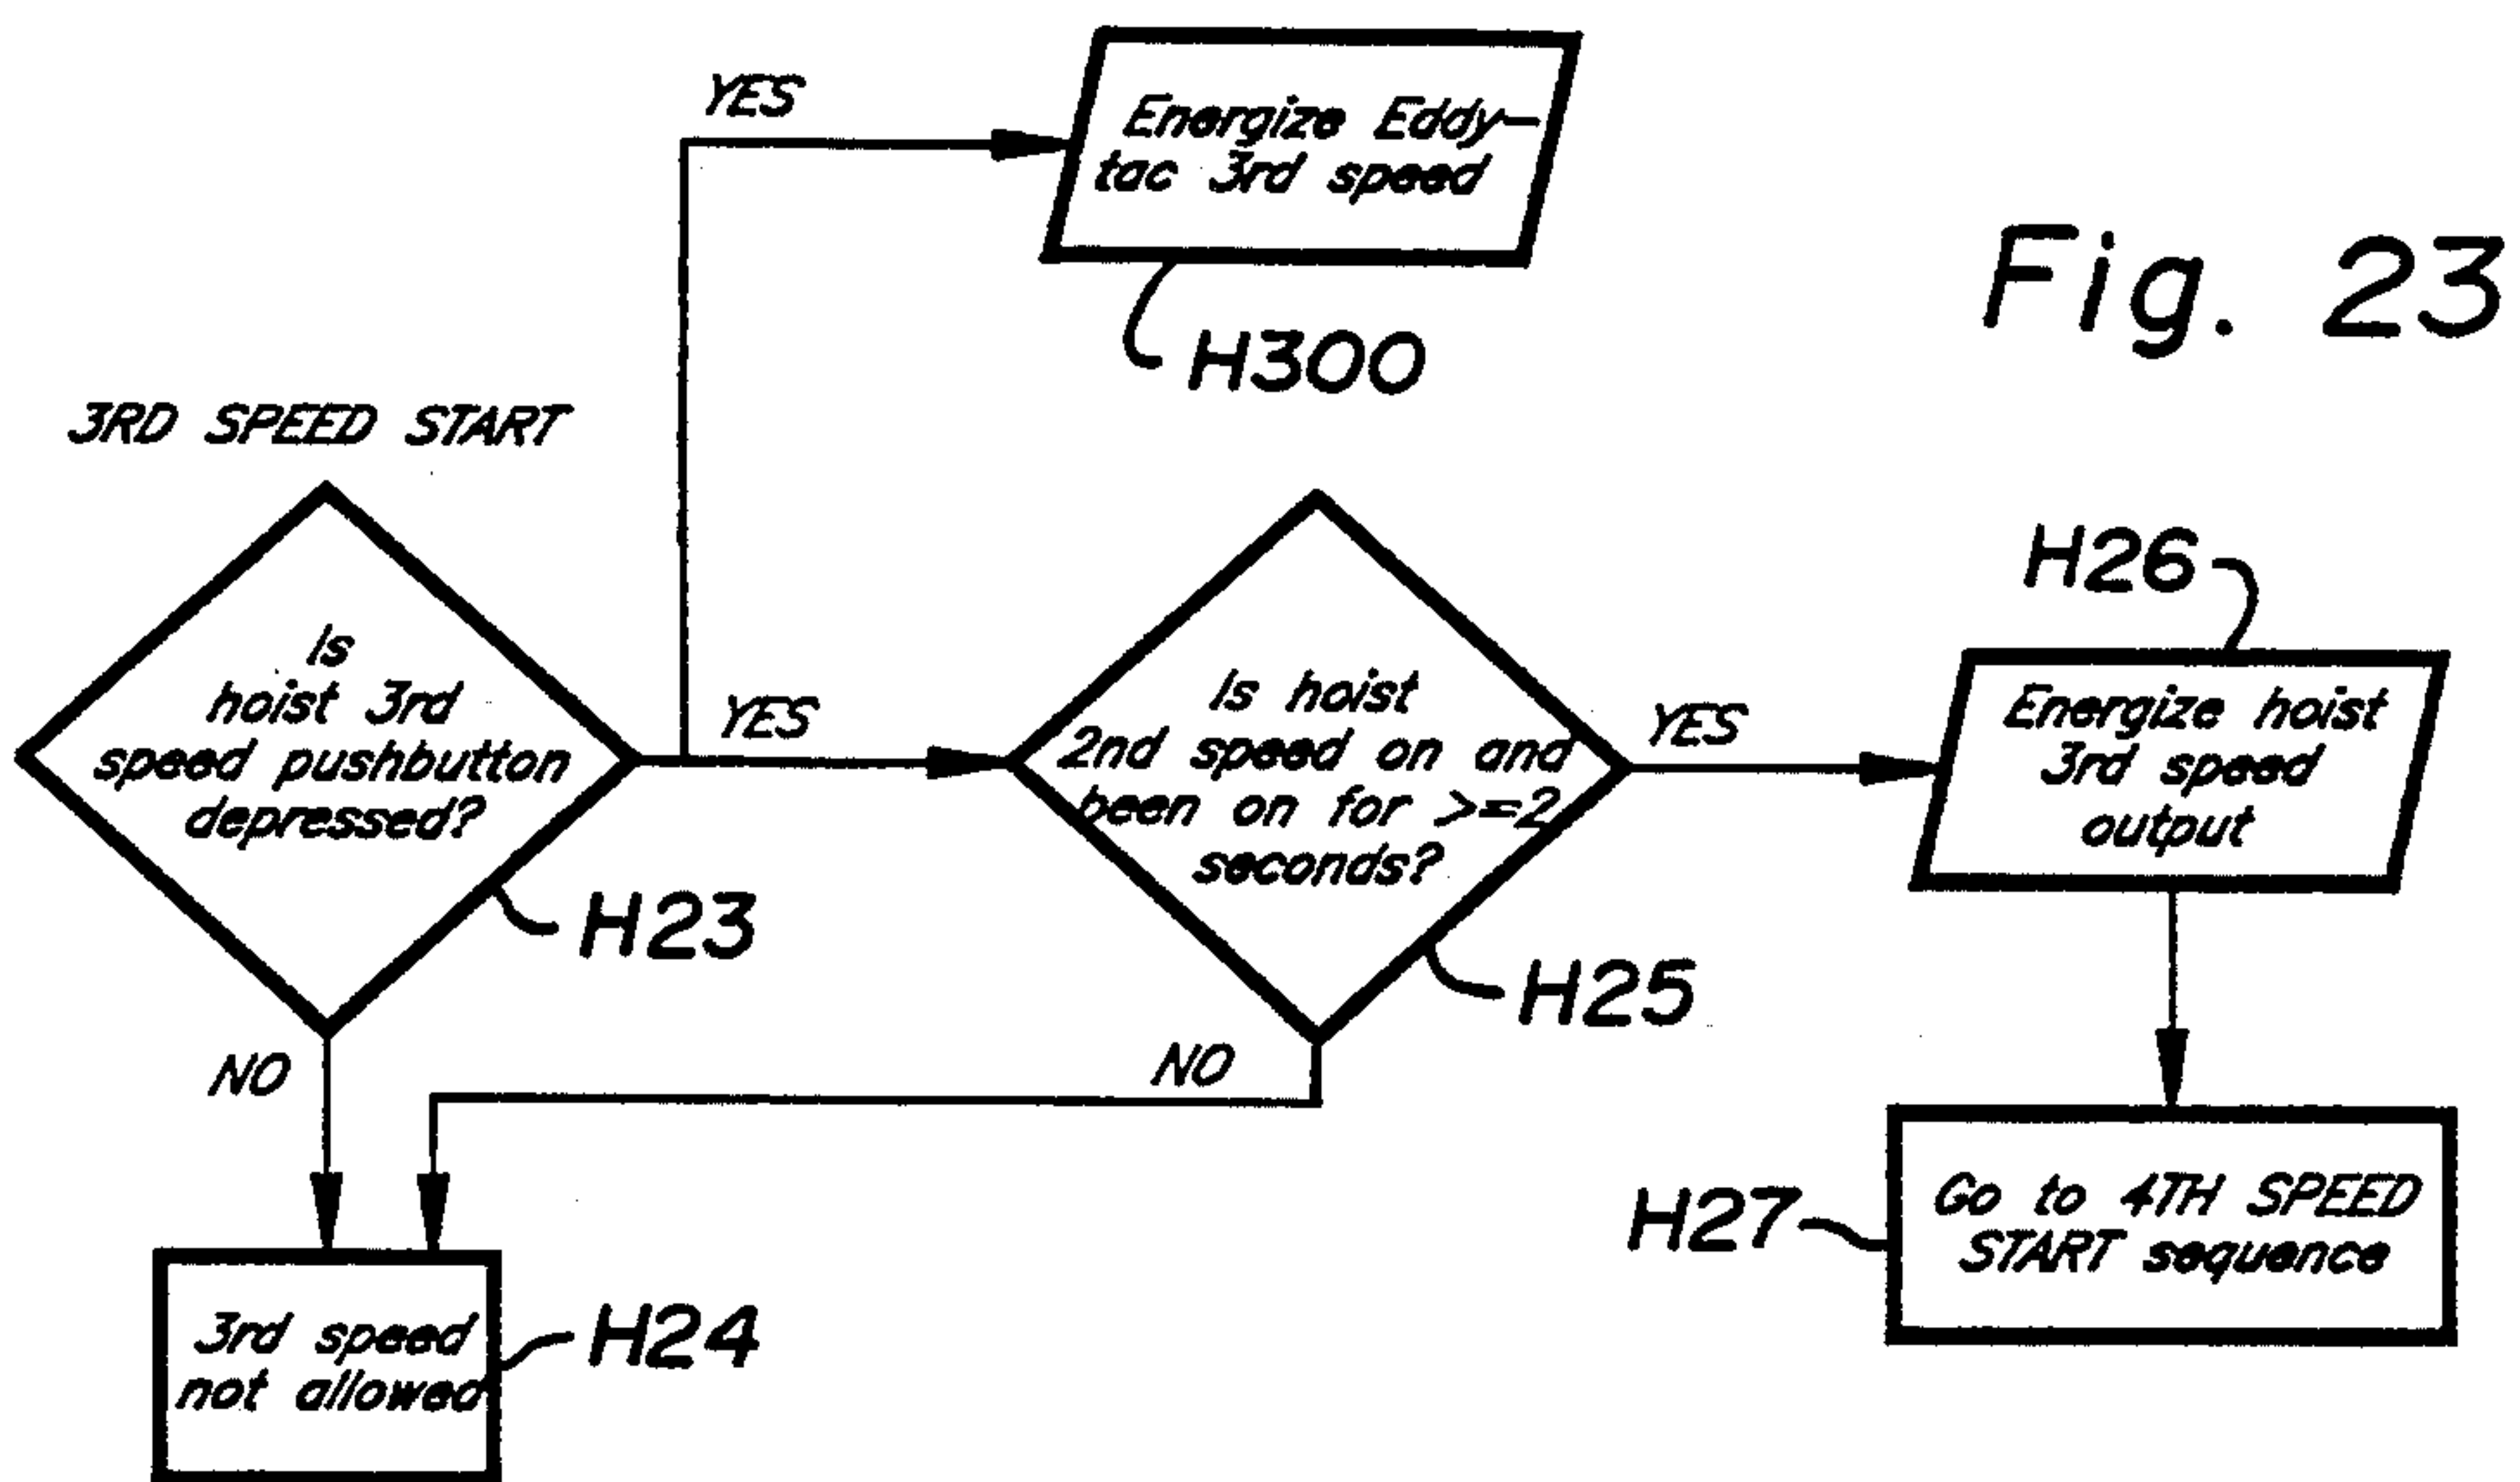 YES
Energize Eddy-
tac 3rd speed
H300
Fig. 23
3RD SPEED START
Is
hoist 3rd
speed pushbutton
depressed?
H23
YES
Is hoist
2nd speed on and
been on for >=2
seconds?
H25
YES
H26
Energize hoist
3rd speed
output
NO
NO
3rd speed
not allowed
H24
H27
Go to 4TH SPEED
START sequence